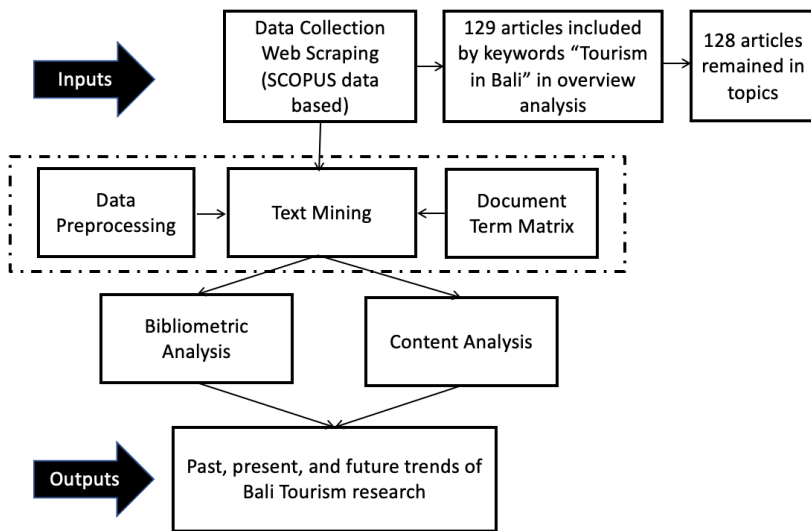 Inputs
Data Collection
Web Scraping
(SCOPUS data
based)
129 articles included
by keywords “Tourism
in Bali” in overview
analysis
128 articles
remained in
topics
Data
Preprocessing
Text Mining
Document
Term Matrix
Bibliometric
Analysis
Content Analysis
Outputs
Past, present, and future trends of
Bali Tourism research